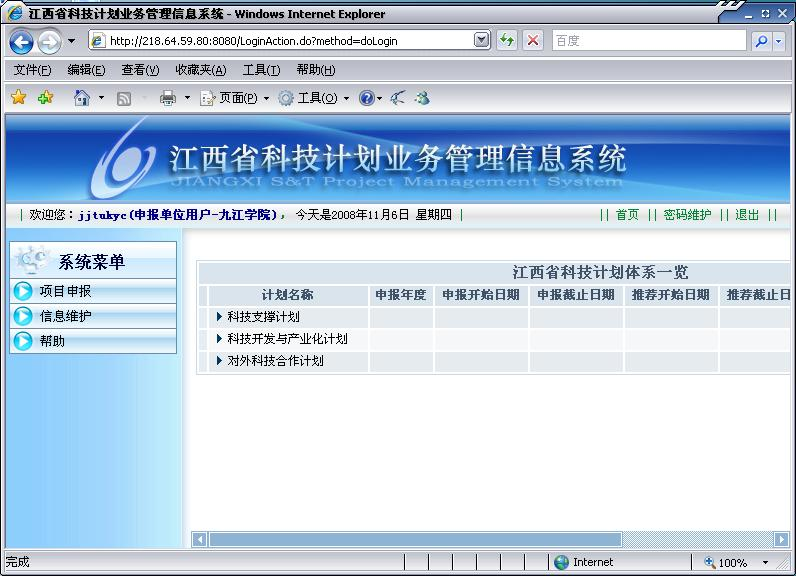 江西省科技计划业务管理信息系统 - Windows Internet Explorer
http://218.64.59.80:8080/LoginAction.do?method=doLogin 百度
文件(F) 编辑(E) 查看(V) 收藏夹(A) 工具(T) 帮助(H)
页面(P) 工具(O)
江西省科技计划业务管理信息系统
JIANGXI S&T Project Management System
| 欢迎您：jjtukyc(申报单位用户-九江学院)， 今天是2008年11月6日 星期四 | || 首页 || 密码维护 || 退出 ||
系统菜单
项目申报
信息维护
帮助
江西省科技计划体系一览
计划名称 申报年度 申报开始日期 申报截止日期 推荐开始日期 推荐截止日
科技支撑计划
科技开发与产业化计划
对外科技合作计划
完成 Internet 100%